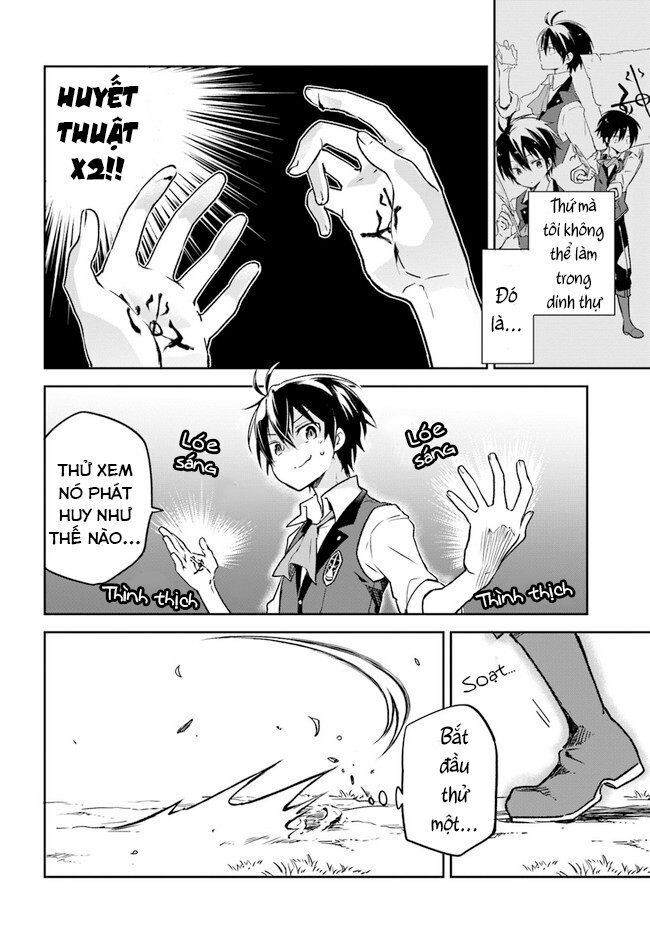 Thứ mà
tôi không
thể làm
trong
dinh thự
Đó
là...
HUYẾT
THUẬT
X2!!
Lóe
sáng
Lóe
sáng
THỬ XEM
NÓ PHÁT
HUY NHƯ
THẾ NÀO...
Thình thịch
Thình thịch
Soạt...
Bắt
đầu
thử
một...